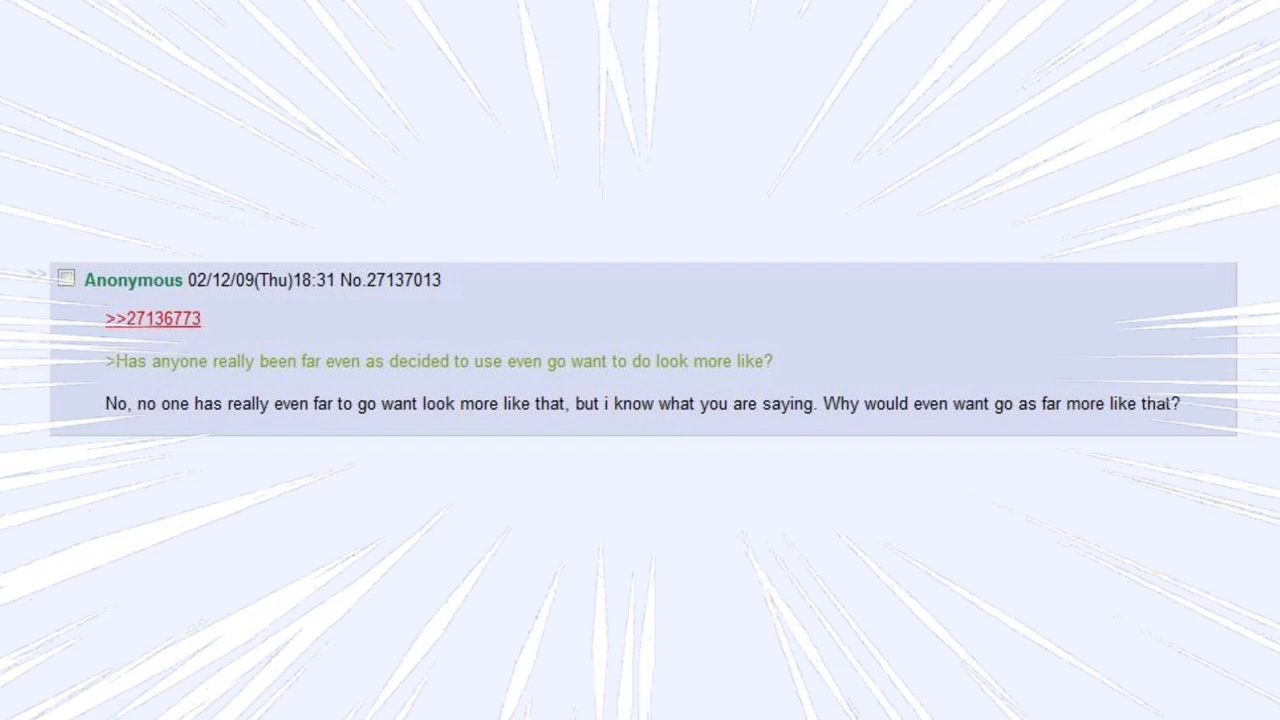 >> Anonymous 02/12/09(Thu)18:31 No.27137013
>>27136773
>Has anyone really been far even as decided to use even go want to do look more like?
No, no one has really even far to go want look more like that, but i know what you are saying. Why would even want go as far more like that?